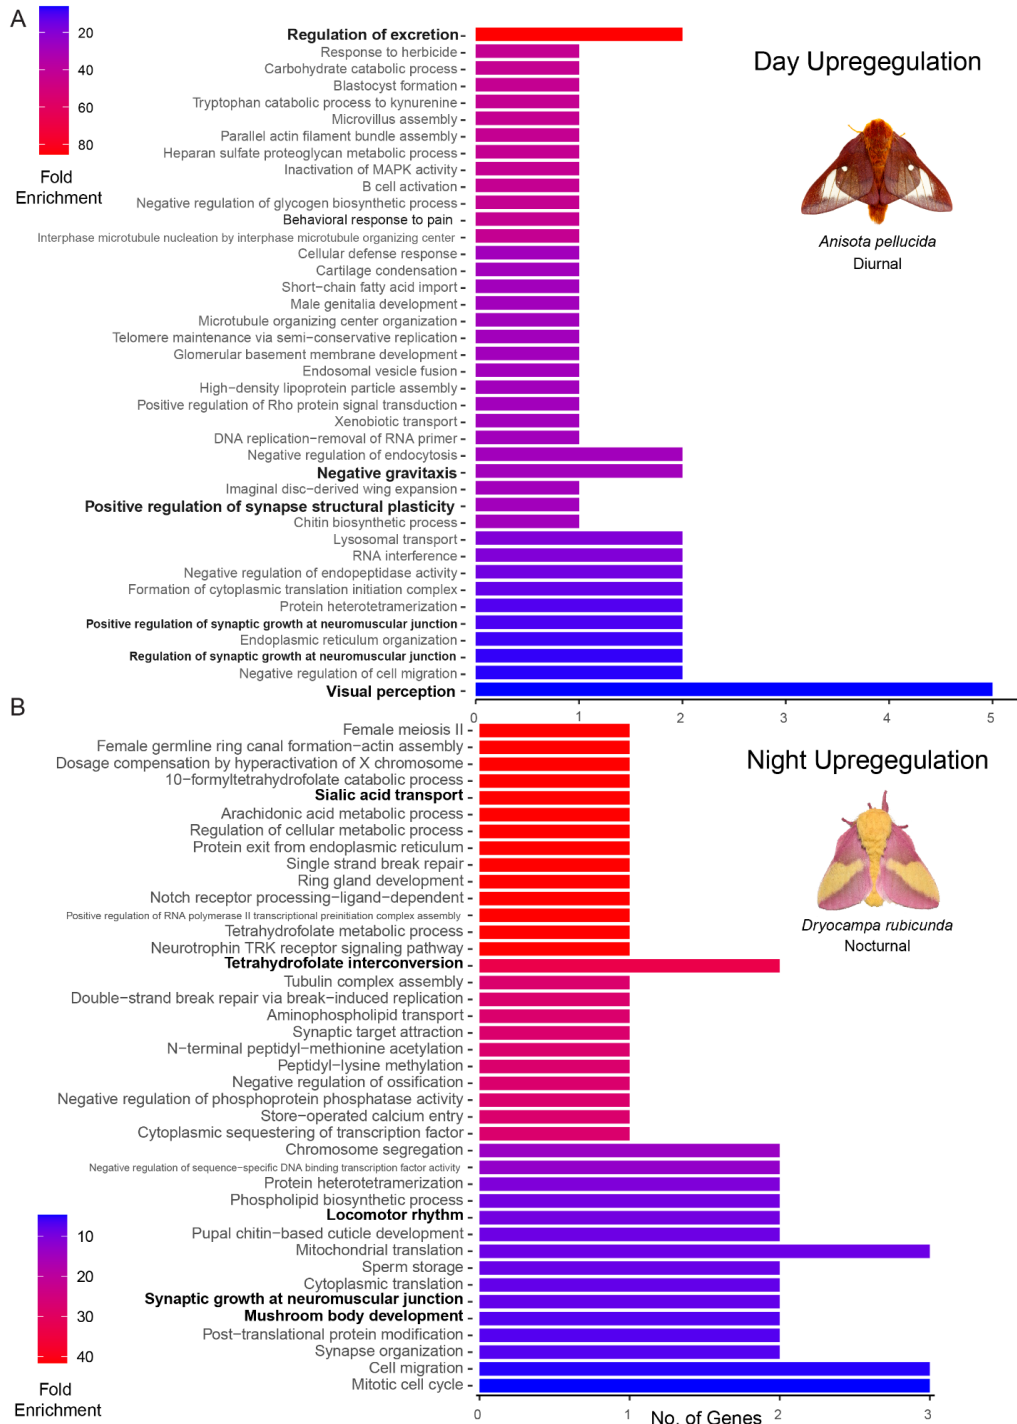 A
20
40
60
80
Fold
Enrichment
Day Upregegulation
Anisota pellucida
Diurnal
Regulation of excretion
Response to herbicide
Carbohydrate catabolic process
Blastocyst formation
Tryptophan catabolic process to kynurenine
Microvillus assembly
Parallel actin filament bundle assembly
Heparan sulfate proteoglycan metabolic process
Inactivation of MAPK activity
B cell activation
Negative regulation of glycogen biosynthetic process
Behavioral response to pain
Interphase microtubule nucleation by interphase microtubule organizing center
Cellular defense response
Cartilage condensation
Short−chain fatty acid import
Male genitalia development
Microtubule organizing center organization
Telomere maintenance via semi−conservative replication
Glomerular basement membrane development
Endosomal vesicle fusion
High−density lipoprotein particle assembly
Positive regulation of Rho protein signal transduction
Xenobiotic transport
DNA replication−removal of RNA primer
Negative regulation of endocytosis
Negative gravitaxis
Imaginal disc−derived wing expansion
Positive regulation of synapse structural plasticity
Chitin biosynthetic process
Lysosomal transport
RNA interference
Negative regulation of endopeptidase activity
Formation of cytoplasmic translation initiation complex
Protein heterotetramerization
Positive regulation of synaptic growth at neuromuscular junction
Endoplasmic reticulum organization
Regulation of synaptic growth at neuromuscular junction
Negative regulation of cell migration
Visual perception
0 1 2 3 4 5
B
Night Upregegulation
Dryocampa rubicunda
Nocturnal
Female meiosis II
Female germline ring canal formation−actin assembly
Dosage compensation by hyperactivation of X chromosome
10−formyltetrahydrofolate catabolic process
Sialic acid transport
Arachidonic acid metabolic process
Regulation of cellular metabolic process
Protein exit from endoplasmic reticulum
Single strand break repair
Ring gland development
Notch receptor processing−ligand−dependent
Positive regulation of RNA polymerase II transcriptional preinitiation complex assembly
Tetrahydrofolate metabolic process
Neurotrophin TRK receptor signaling pathway
Tetrahydrofolate interconversion
Tubulin complex assembly
Double−strand break repair via break−induced replication
Aminophospholipid transport
Synaptic target attraction
N−terminal peptidyl−methionine acetylation
Peptidyl−lysine methylation
Negative regulation of ossification
Negative regulation of phosphoprotein phosphatase activity
Store−operated calcium entry
Cytoplasmic sequestering of transcription factor
Chromosome segregation
Negative regulation of sequence−specific DNA binding transcription factor activity
Protein heterotetramerization
Phospholipid biosynthetic process
Locomotor rhythm
Pupal chitin−based cuticle development
Mitochondrial translation
Sperm storage
Cytoplasmic translation
Synaptic growth at neuromuscular junction
Mushroom body development
Post−translational protein modification
Synapse organization
Cell migration
Mitotic cell cycle
10
20
30
40
Fold
Enrichment
0 1 2 3
No. of Genes